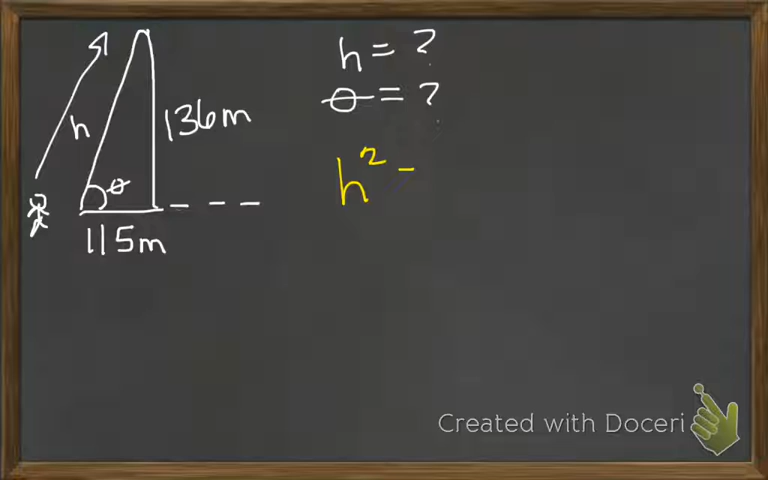 h = ?
θ = ?
h
136m
θ
115m
h² =
Created with Doceri